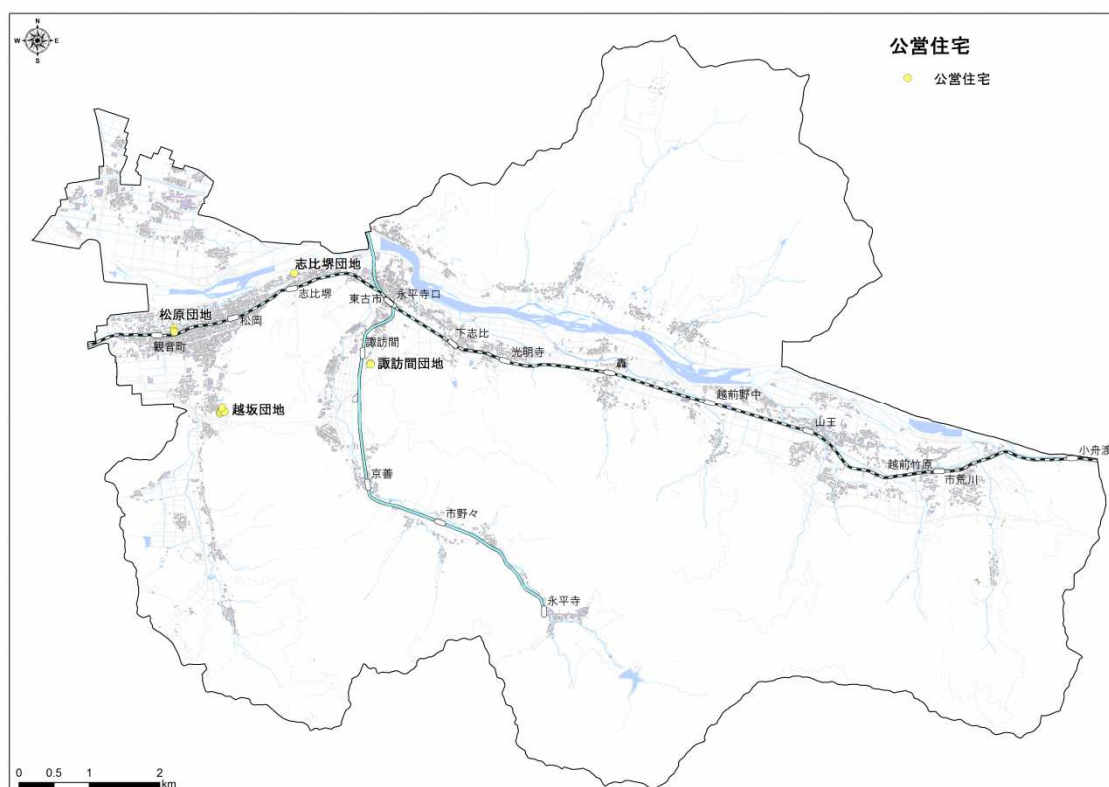 N
W
E
S
公営住宅
公営住宅
志比堺団地
志比堺
東古市
永平寺口
松原団地
松岡
観音町
諏訪間
諏訪間団地
下志比
光明寺
轟
越前野中
越坂団地
山王
越前竹原
市荒川
小舟渡
京善
市野々
永平寺
0 0.5 1 2
km